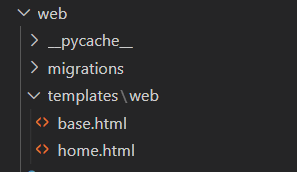 web
__pycache__
migrations
templates\web
base.html
home.html